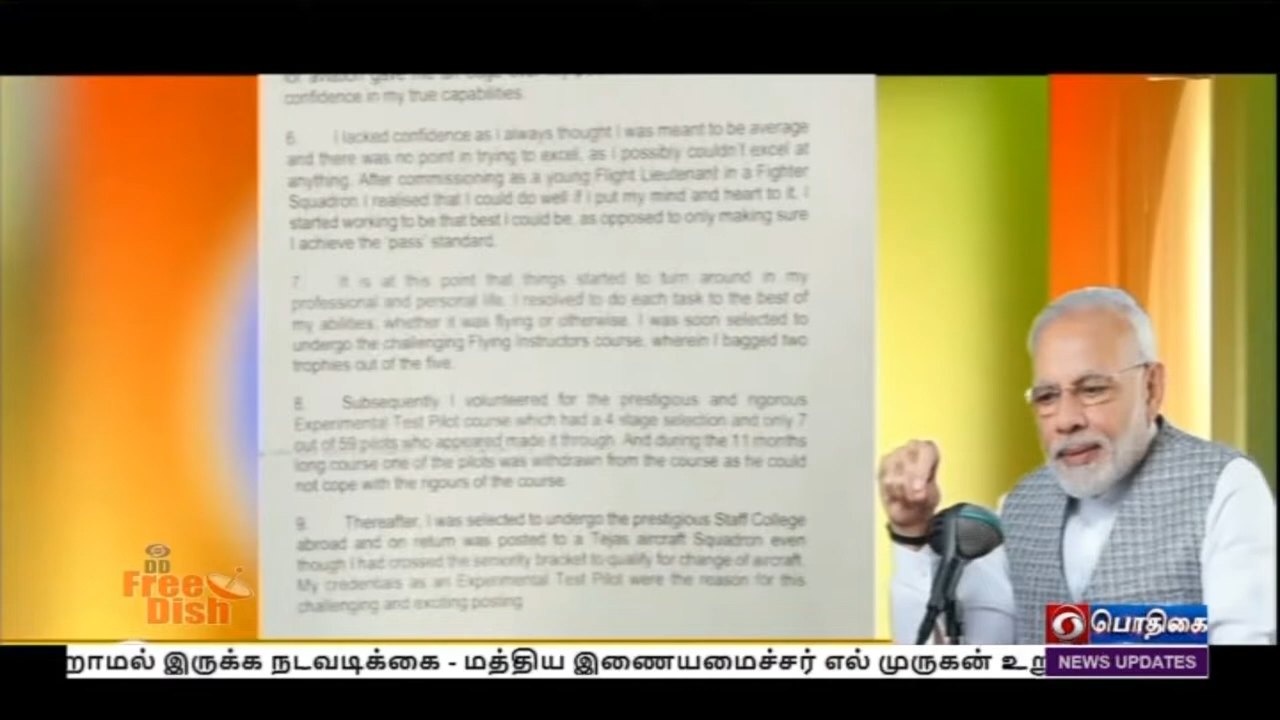 confidence in my true capabilities.
6. I lacked confidence as I always thought I was meant to be average
and there was no point in trying to excel, as I possibly couldn't excel at
anything. After commissioning as a young Flight Lieutenant in a Fighter
Squadron I realised that I could do well if I put my mind and heart to it. I
started working to be that best I could be, as opposed to only making sure
I achieve the 'pass' standard.
7. It is at this point that things started to turn around in my
professional and personal life. I resolved to do each task to the best of
my abilities, whether it was flying or otherwise. I was soon selected to
undergo the challenging Flying Instructors course, wherein I bagged two
trophies out of the five.
8. Subsequently I volunteered for the prestigious and rigorous
Experimental Test Pilot course which had a 4 stage selection and only 7
out of 59 pilots who appeared made it through. And during the 11 months
long course one of the pilots was withdrawn from the course as he could
not cope with the rigours of the course.
9. Thereafter, I was selected to undergo the prestigious Staff College
abroad and on return was posted to a Tejas aircraft Squadron even
though I had crossed the seniority bracket to qualify for change of aircraft.
My credentials as an Experimental Test Pilot were the reason for this
challenging and exciting posting.
DD
Free
Dish
பொதிகை
றாமல் இருக்க நடவடிக்கை - மத்திய இணையமைச்சர் எல் முருகன் உற
NEWS UPDATES